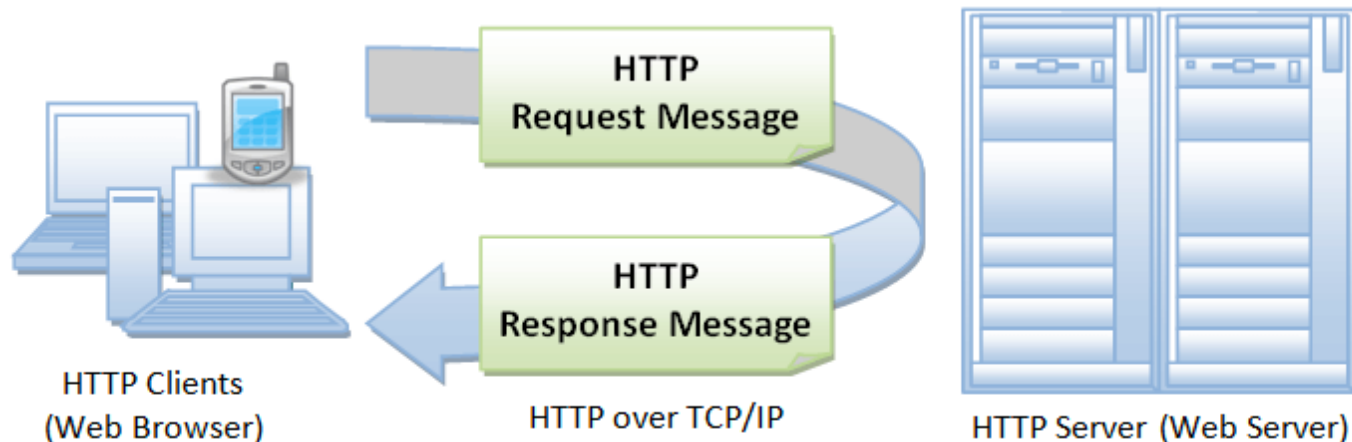 HTTP
Request Message
HTTP
Response Message
HTTP Clients
(Web Browser)
HTTP over TCP/IP
HTTP Server (Web Server)